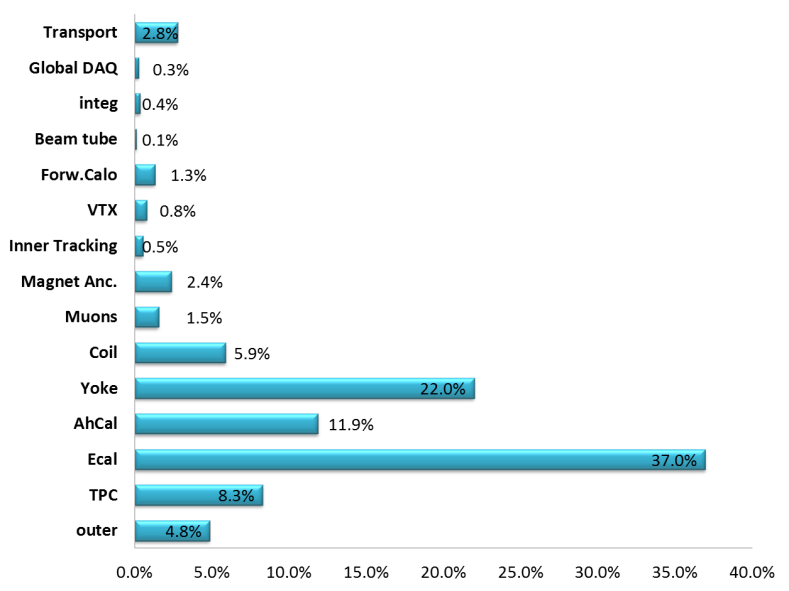 Transport 2.8%
Global DAQ 0.3%
integ 0.4%
Beam tube 0.1%
Forw.Calo 1.3%
VTX 0.8%
Inner Tracking 0.5%
Magnet Anc. 2.4%
Muons 1.5%
Coil 5.9%
Yoke 22.0%
AhCal 11.9%
Ecal 37.0%
TPC 8.3%
outer 4.8%
0.0% 5.0% 10.0% 15.0% 20.0% 25.0% 30.0% 35.0% 40.0%